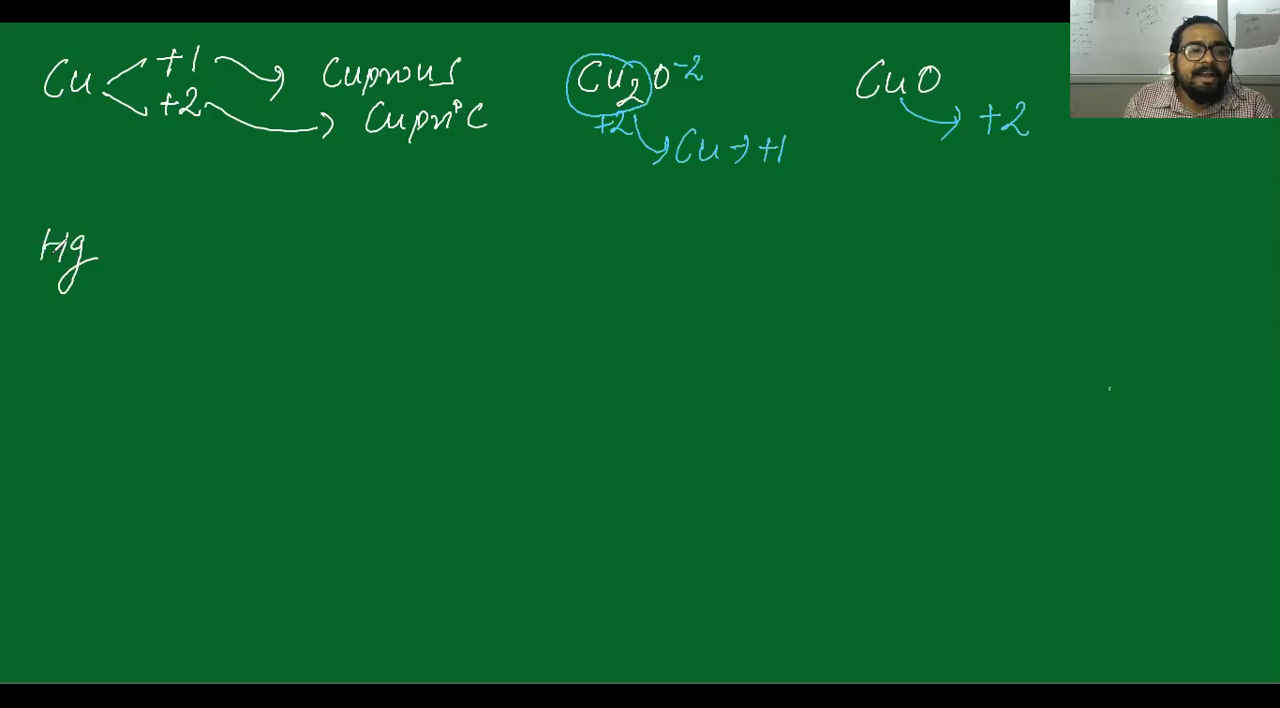 Cu +1 Cuprous Cu2O -2 CuO
+2 Cupric +2 Cu → +1 +2
Hg